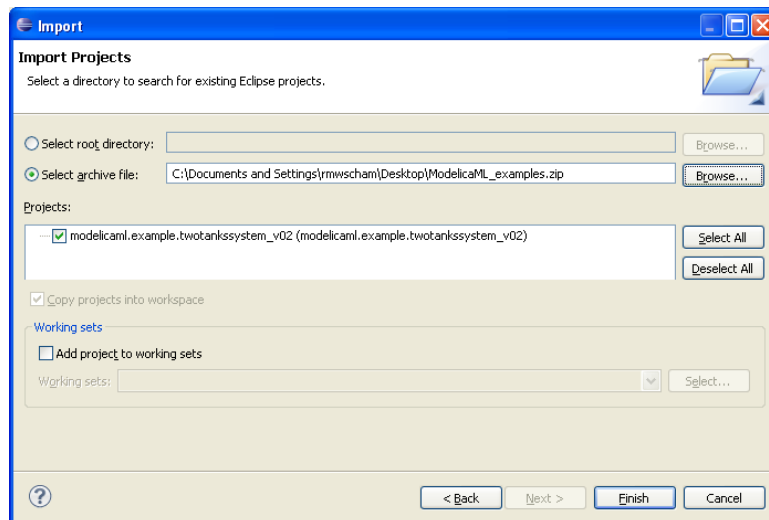 Import
Import Projects
Select a directory to search for existing Eclipse projects.
Select root directory:
Browse...
Select archive file:
C:\Documents and Settings\rmwscham\Desktop\ModelicaML_examples.zip
Browse...
Projects:
modelicaml.example.twotankssystem_v02 (modelicaml.example.twotankssystem_v02)
Select All
Deselect All
Copy projects into workspace
Working sets
Add project to working sets
Working sets:
Select...
?
< Back
Next >
Finish
Cancel